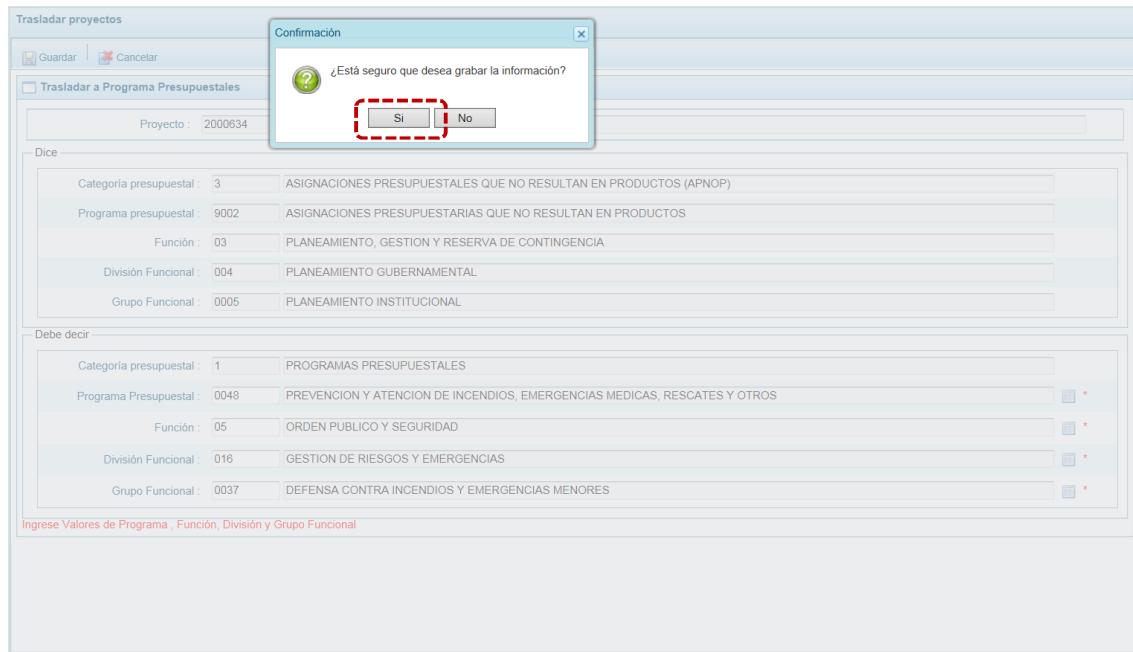 Trasladar proyectos
Confirmación
Guardar Cancelar
¿Está seguro que desea grabar la información?
Si No
Trasladar a Programa Presupuestales
Proyecto : 2000634
Dice
Categoría presupuestal : 3 ASIGNACIONES PRESUPUESTALES QUE NO RESULTAN EN PRODUCTOS (APNOP)
Programa presupuestal : 9002 ASIGNACIONES PRESUPUESTARIAS QUE NO RESULTAN EN PRODUCTOS
Función : 03 PLANEAMIENTO, GESTION Y RESERVA DE CONTINGENCIA
División Funcional : 004 PLANEAMIENTO GUBERNAMENTAL
Grupo Funcional : 0005 PLANEAMIENTO INSTITUCIONAL
Debe decir
Categoría presupuestal : 1 PROGRAMAS PRESUPUESTALES
Programa Presupuestal : 0048 PREVENCION Y ATENCION DE INCENDIOS, EMERGENCIAS MEDICAS, RESCATES Y OTROS *
Función : 05 ORDEN PUBLICO Y SEGURIDAD *
División Funcional : 016 GESTION DE RIESGOS Y EMERGENCIAS *
Grupo Funcional : 0037 DEFENSA CONTRA INCENDIOS Y EMERGENCIAS MENORES *
Ingrese Valores de Programa , Función, División y Grupo Funcional